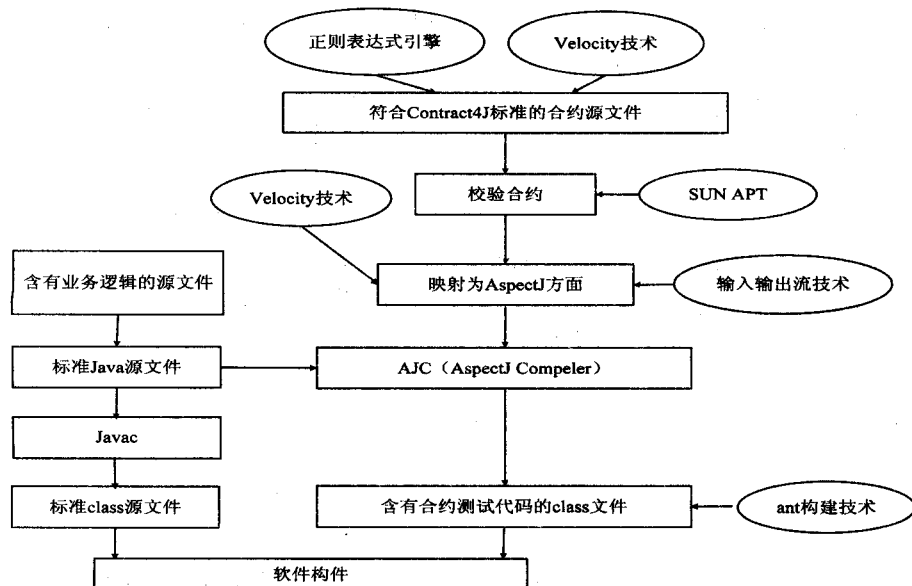 正则表达式引擎
Velocity技术
符合Contract4J标准的合约源文件
Velocity技术
校验合约
SUN APT
含有业务逻辑的源文件
映射为AspectJ方面
输入输出流技术
标准Java源文件
AJC（AspectJ Compeler）
Javac
标准class源文件
含有合约测试代码的class文件
ant构建技术
软件构件